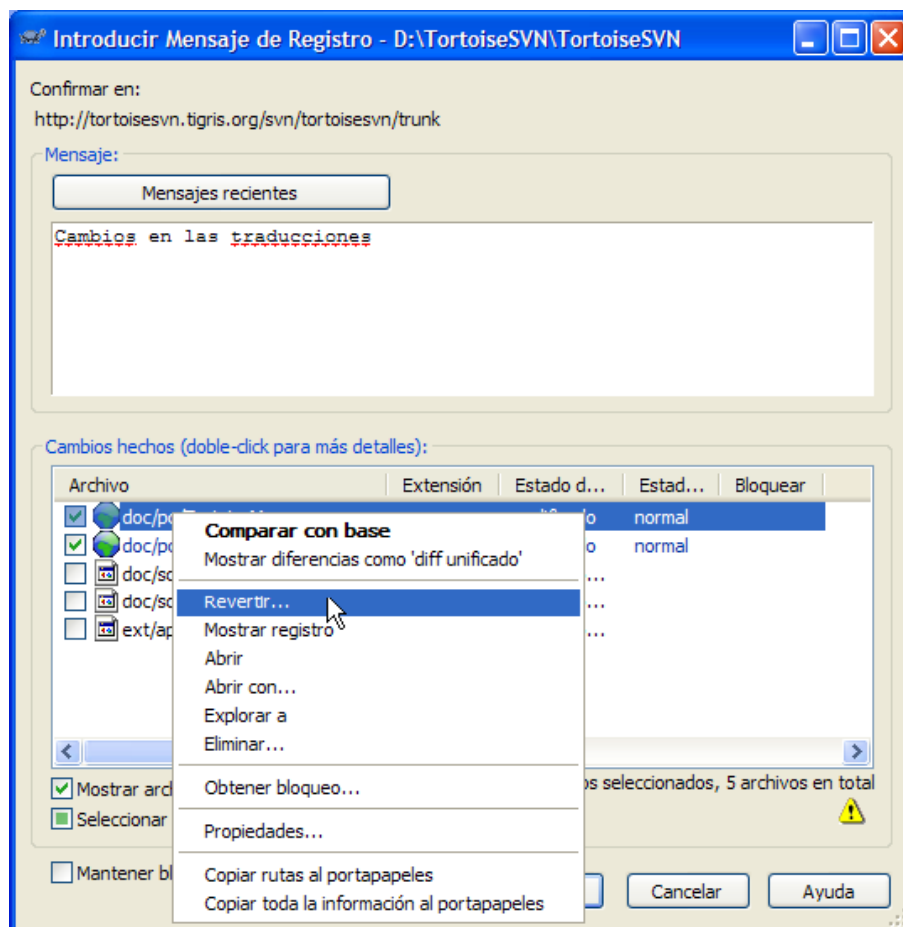 Introducir Mensaje de Registro - D:\TortoiseSVN\TortoiseSVN
Confirmar en:
http://tortoisesvn.tigris.org/svn/tortoisesvn/trunk
Mensaje:
Mensajes recientes
Cambios en las traducciones
Cambios hechos (doble-click para más detalles):
Archivo Extensión Estado d... Estad... Bloquear
normal
normal
Comparar con base
Mostrar diferencias como 'diff unificado'
Revertir...
Mostrar registro
Abrir
Abrir con...
Explorar a
Eliminar...
Obtener bloqueo...
Propiedades...
Copiar rutas al portapapeles
Copiar toda la información al portapapeles
Mostrar
seleccionados, 5 archivos en total
Seleccionar
Mantener
Cancelar
Ayuda